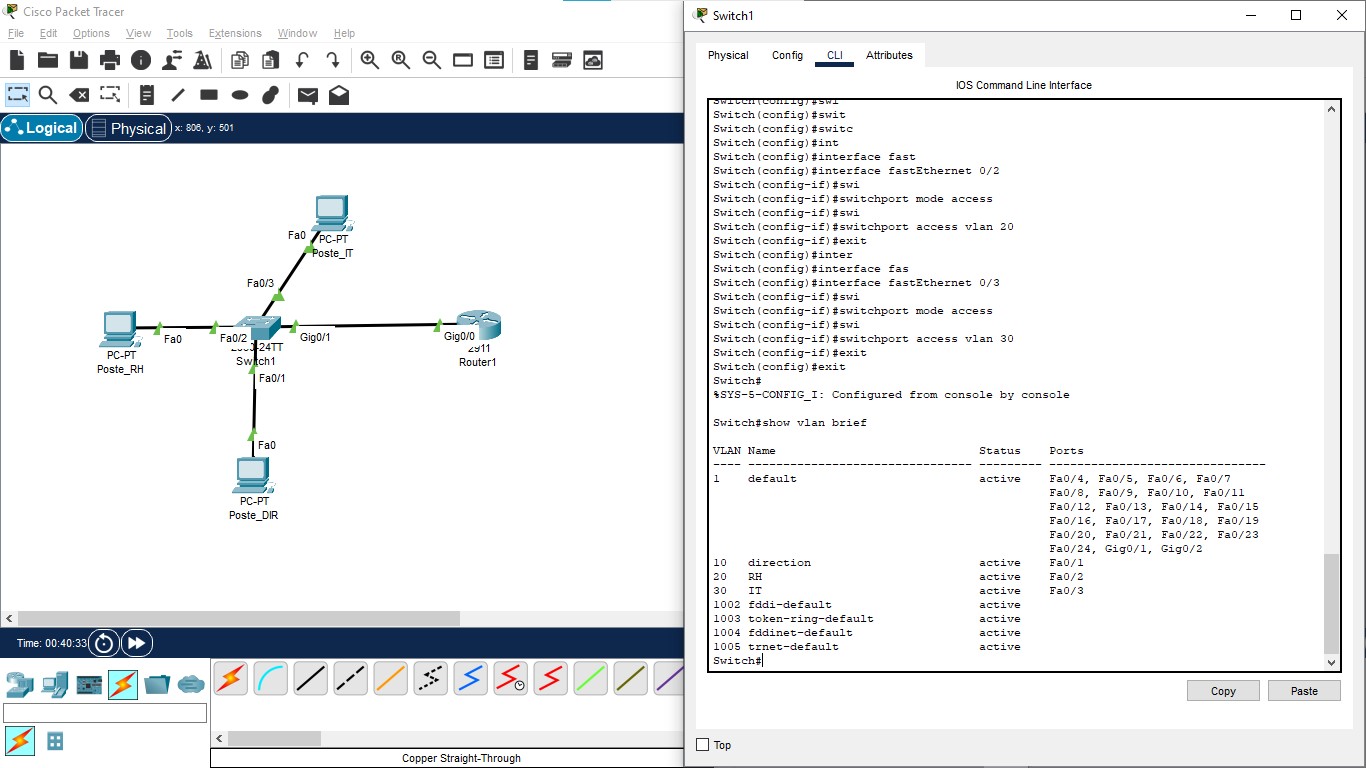 Cisco Packet Tracer
File Edit Options View Tools Extensions Window Help
Logical
Physical
x: 806, y: 501
Fa0
PC-PT
Poste_IT
Fa0/3
Fa0
Fa0/2
Gig0/1
Gig0/0
PC-PT
Poste_RH
24TT
Switch1
2911
Router1
Fa0/1
Fa0
PC-PT
Poste_DIR
Time: 00:40:33
Copper Straight-Through
Switch1
Physical Config CLI Attributes
IOS Command Line Interface
Switch(config)#swi
Switch(config)#swit
Switch(config)#switc
Switch(config)#int
Switch(config)#interface fast
Switch(config)#interface fastEthernet 0/2
Switch(config-if)#swi
Switch(config-if)#switchport mode access
Switch(config-if)#swi
Switch(config-if)#switchport access vlan 20
Switch(config-if)#exit
Switch(config)#inter
Switch(config)#interface fas
Switch(config)#interface fastEthernet 0/3
Switch(config-if)#swi
Switch(config-if)#switchport mode access
Switch(config-if)#swi
Switch(config-if)#switchport access vlan 30
Switch(config-if)#exit
Switch(config)#exit
Switch#
%SYS-5-CONFIG_I: Configured from console by console
Switch#show vlan brief
VLAN Name Status Ports
---- -------------------------------- --------- -------------------------------
1 default active Fa0/4, Fa0/5, Fa0/6, Fa0/7
Fa0/8, Fa0/9, Fa0/10, Fa0/11
Fa0/12, Fa0/13, Fa0/14, Fa0/15
Fa0/16, Fa0/17, Fa0/18, Fa0/19
Fa0/20, Fa0/21, Fa0/22, Fa0/23
Fa0/24, Gig0/1, Gig0/2
10 direction active Fa0/1
20 RH active Fa0/2
30 IT active Fa0/3
1002 fddi-default active
1003 token-ring-default active
1004 fddinet-default active
1005 trnet-default active
Switch#
Copy Paste
Top